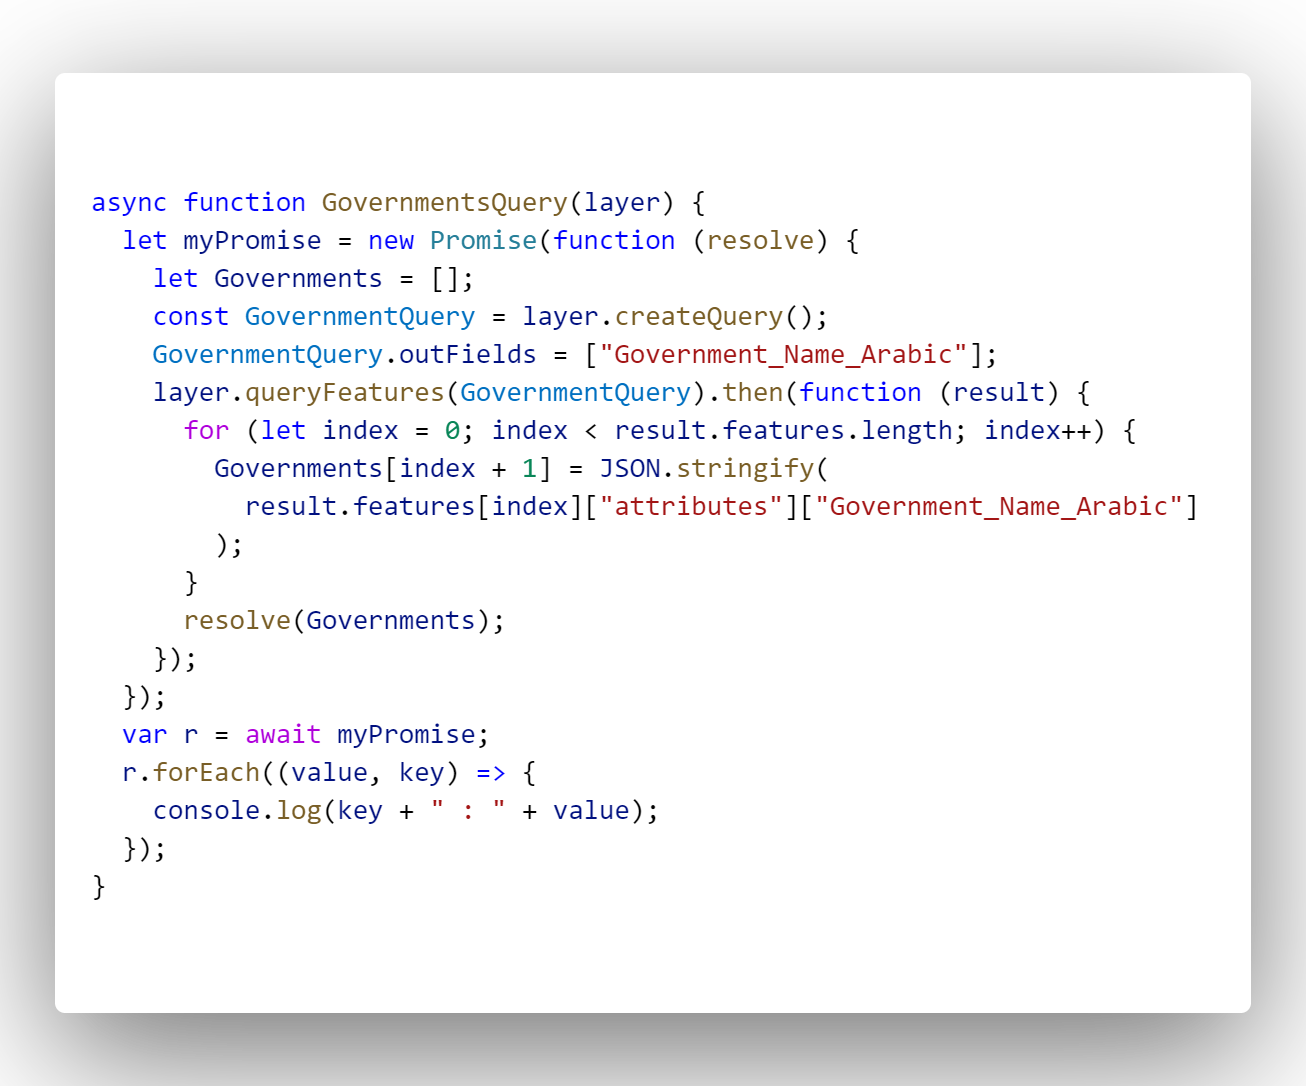 async function GovernmentsQuery(layer) {
  let myPromise = new Promise(function (resolve) {
    let Governments = [];
    const GovernmentQuery = layer.createQuery();
    GovernmentQuery.outFields = ["Government_Name_Arabic"];
    layer.queryFeatures(GovernmentQuery).then(function (result) {
      for (let index = 0; index < result.features.length; index++) {
        Governments[index + 1] = JSON.stringify(
          result.features[index]["attributes"]["Government_Name_Arabic"]
        );
      }
      resolve(Governments);
    });
  });
  var r = await myPromise;
  r.forEach((value, key) => {
    console.log(key + " : " + value);
  });
}